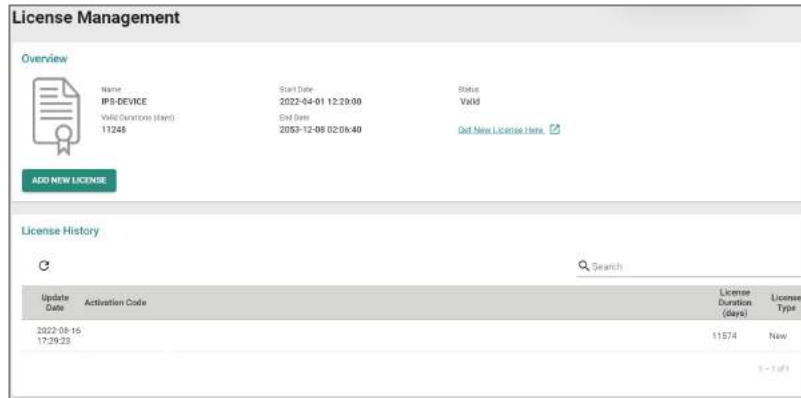 License Management
Overview
Name
IPS-DEVICE
Valid Durations (days)
11248
Start Date
2022-04-01 12:20:00
End Date
2053-12-08 02:06:40
Status
Valid
Get New License Here
ADD NEW LICENSE
License History
Search
Update Date
Activation Code
License Duration (days)
License Type
2022-08-16 17:29:23
11574
New
1 – 1 of 1